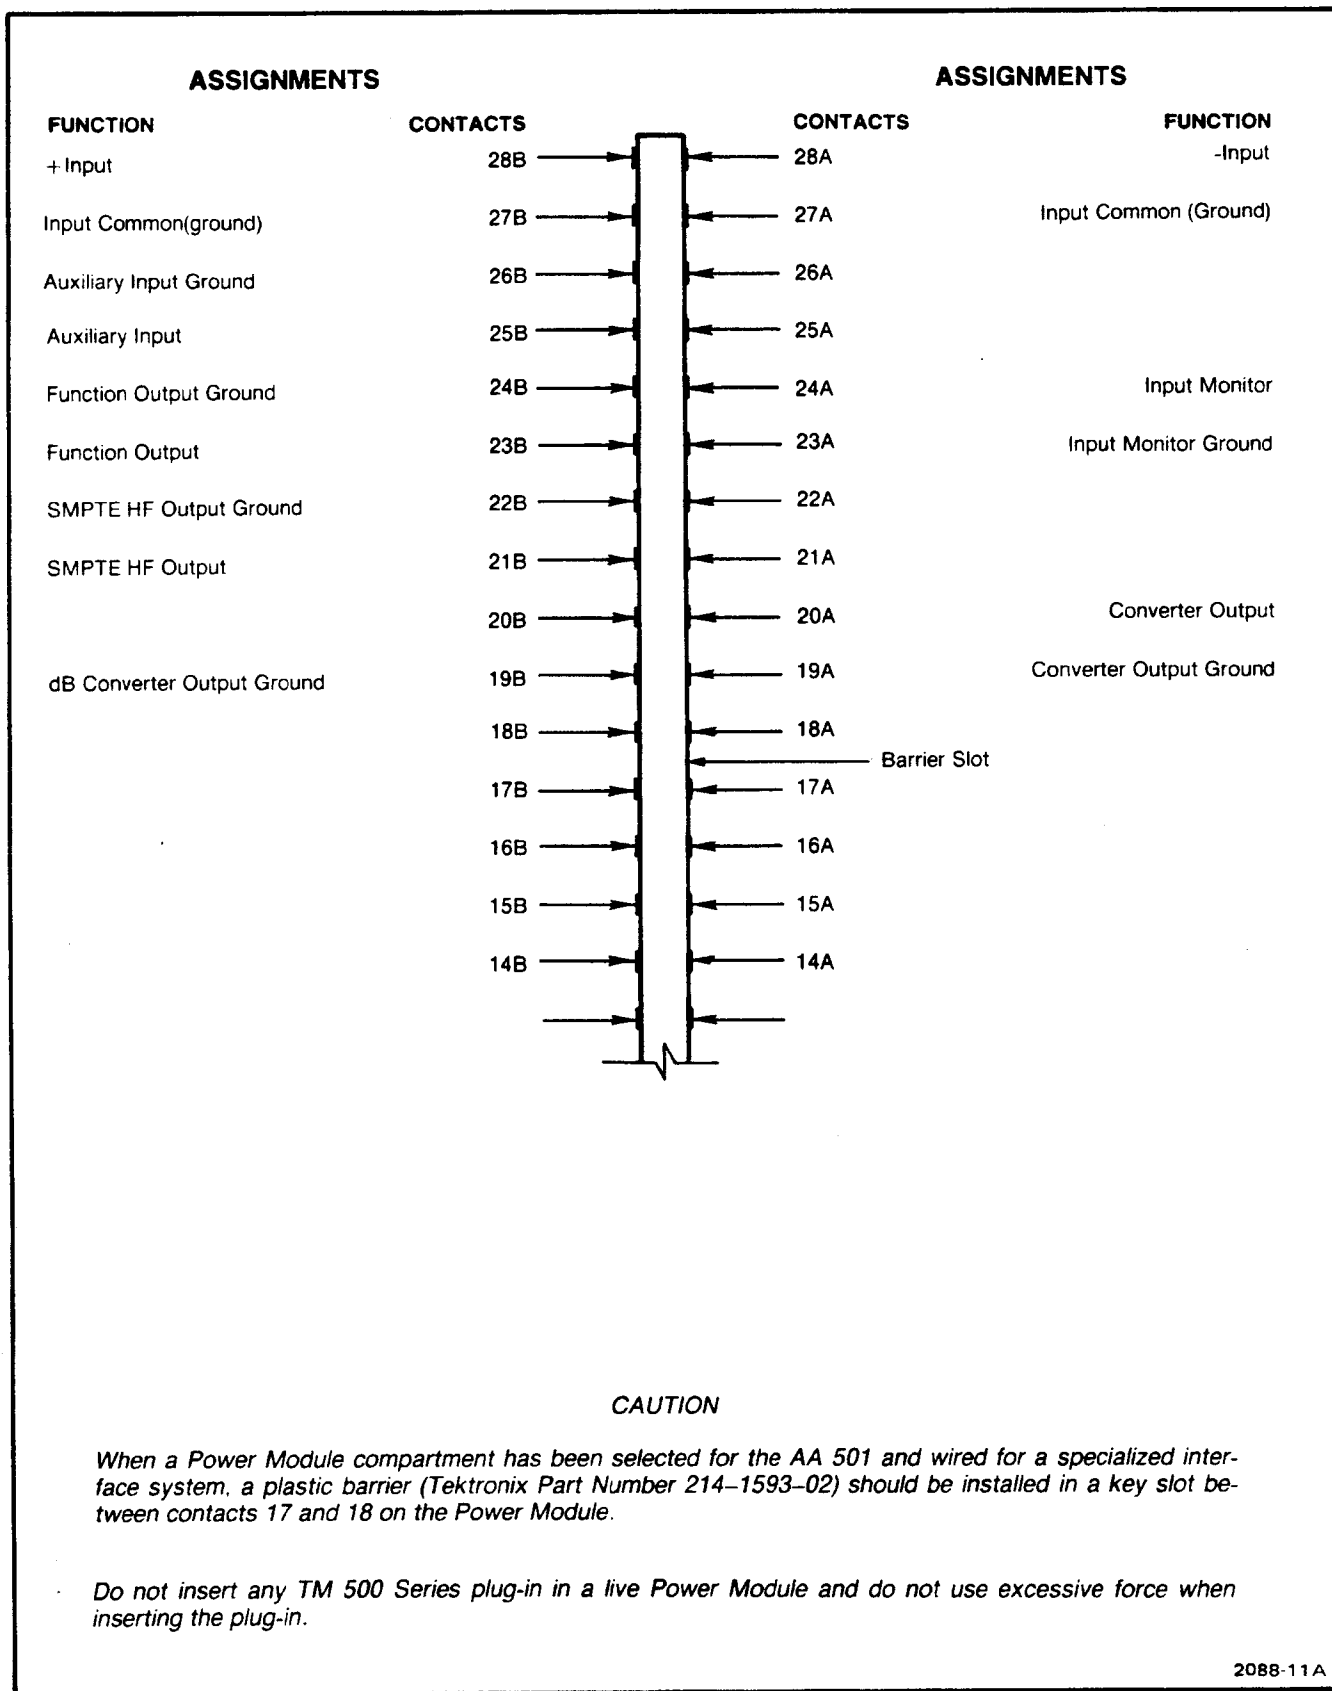 ASSIGNMENTS ASSIGNMENTS
FUNCTION CONTACTS CONTACTS FUNCTION
+Input 28B 28A -Input
Input Common(ground) 27B 27A Input Common (Ground)
Auxiliary Input Ground 26B 26A
Auxiliary Input 25B 25A
Function Output Ground 24B 24A Input Monitor
Function Output 23B 23A Input Monitor Ground
SMPTE HF Output Ground 22B 22A
SMPTE HF Output 21B 21A
20B 20A Converter Output
dB Converter Output Ground 19B 19A Converter Output Ground
18B 18A
Barrier Slot
17B 17A
16B 16A
15B 15A
14B 14A
CAUTION
When a Power Module compartment has been selected for the AA 501 and wired for a specialized inter-
face system, a plastic barrier (Tektronix Part Number 214–1593–02) should be installed in a key slot be-
tween contacts 17 and 18 on the Power Module.
Do not insert any TM 500 Series plug-in in a live Power Module and do not use excessive force when
inserting the plug-in.
2088-11A